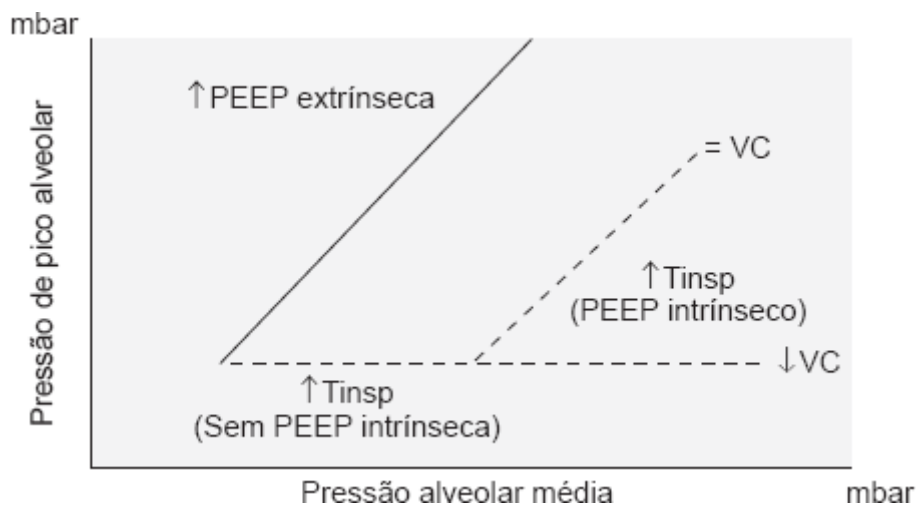 mbar
Pressão de pico alveolar
↑PEEP extrínseca
= VC
↑Tinsp
(PEEP intrínseco)
↓VC
↑Tinsp
(Sem PEEP intrínseca)
Pressão alveolar média
mbar